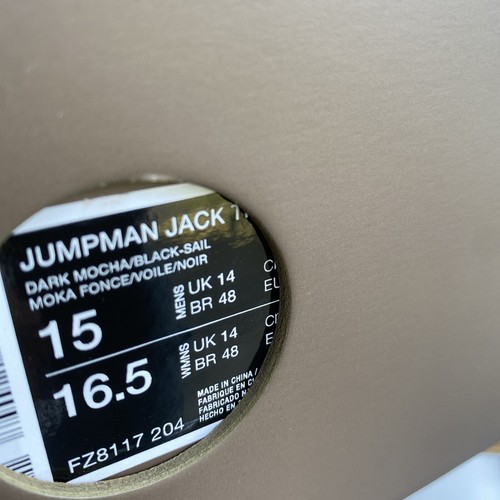 JUMPMAN JACK
DARK MOCHA/BLACK-SAIL
MOKA FONCE/VOILE/NOIR
15
MENS
UK 14
BR 48
16.5
WMNS
UK 14
BR 48
MADE IN CHINA /
FABRIQUE EN
FABRICADO
HECHO EN
FZ8117 204